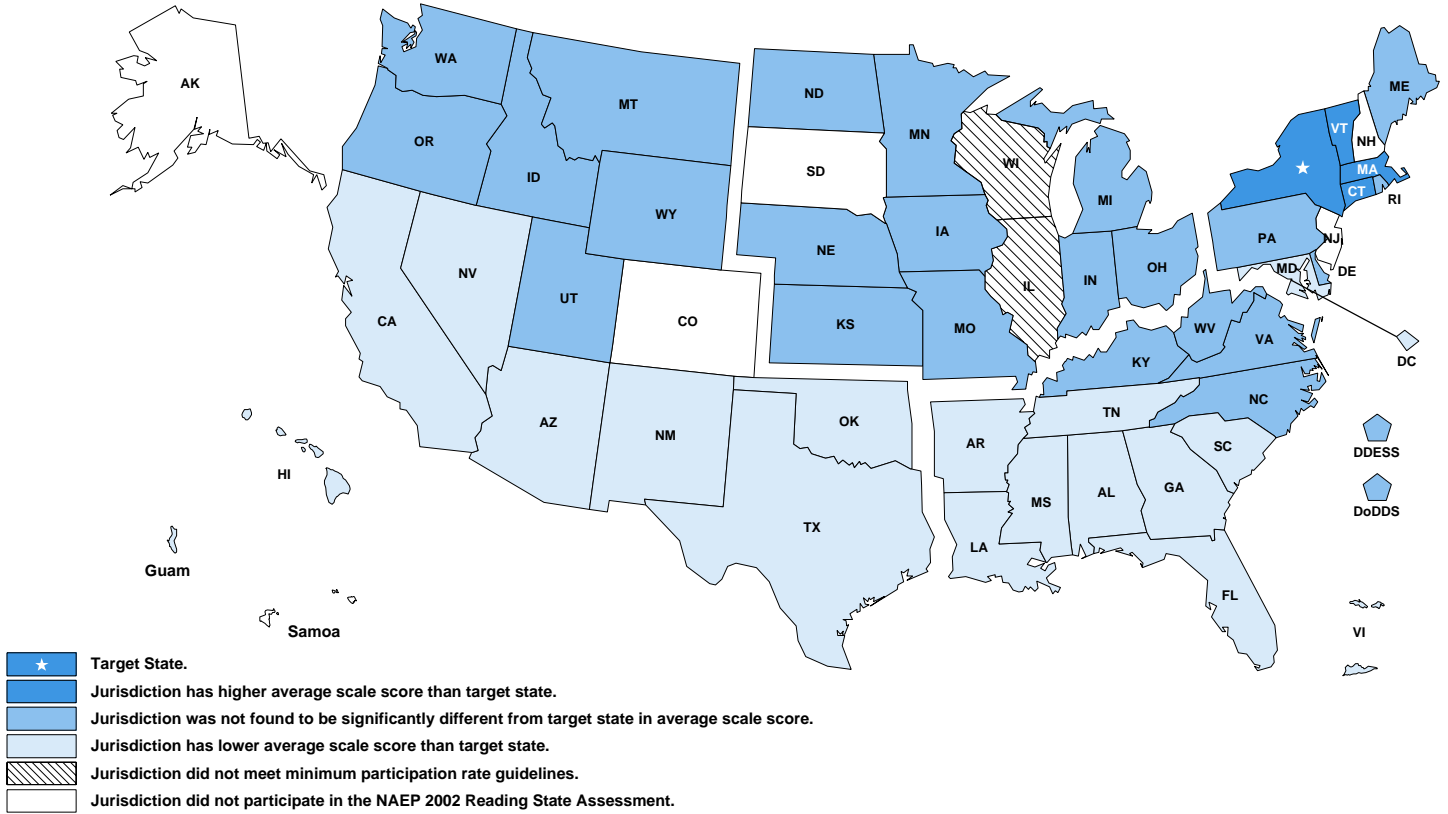 AK
WA
MT
ND
MN
ME
VT
NH
OR
ID
WY
SD
WI
MI
MA
CT
RI
NE
IA
PA
NJ
NV
UT
CO
KS
MO
IL
IN
OH
MD
DE
CA
WV
VA
KY
DC
AZ
NM
OK
AR
TN
NC
SC
DDESS
HI
TX
LA
MS
AL
GA
DoDDS
FL
Guam
Samoa
VI
Target State.
Jurisdiction has higher average scale score than target state.
Jurisdiction was not found to be significantly different from target state in average scale score.
Jurisdiction has lower average scale score than target state.
Jurisdiction did not meet minimum participation rate guidelines.
Jurisdiction did not participate in the NAEP 2002 Reading State Assessment.